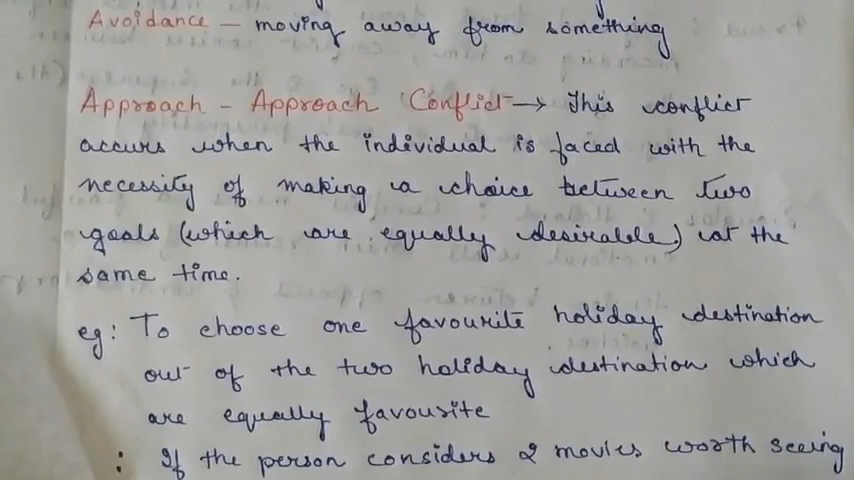 Avoidance – moving away from something
Approach – Approach Conflict → This conflict
occurs when the individual is faced with the
necessity of making a choice between two
goals (which are equally desirable) at the
same time.
eg: To choose one favourite holiday destination
out of the two holiday destination which
are equally favourite
: If the person considers 2 movies worth seeing